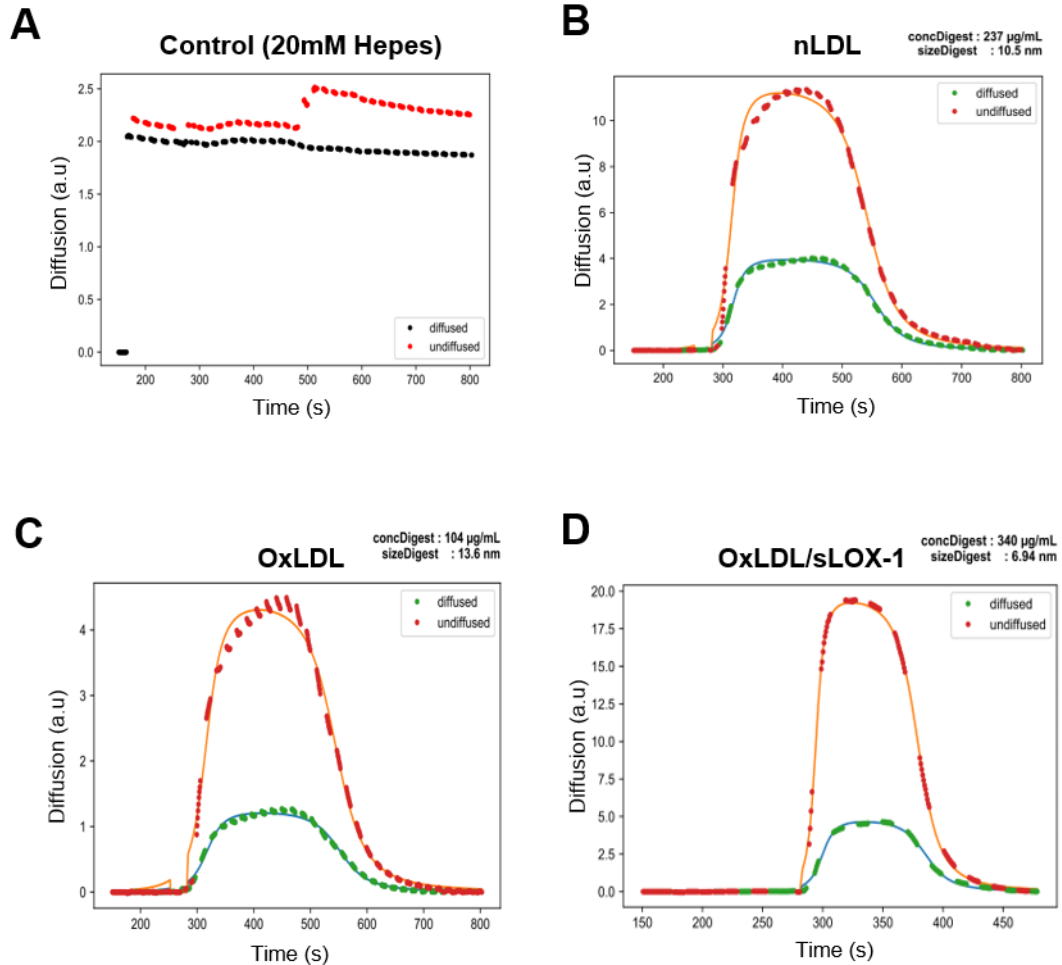 A
Control (20mM Hepes)
Diffusion (a.u)
2.5
2.0
1.5
1.0
0.5
0.0
diffused
undiffused
200 300 400 500 600 700 800
Time (s)
B
nLDL
concDigest : 237 µg/mL
sizeDigest : 10.5 nm
Diffusion (a.u)
10
8
6
4
2
0
diffused
undiffused
200 300 400 500 600 700 800
Time (s)
C
OxLDL
concDigest : 104 µg/mL
sizeDigest : 13.6 nm
Diffusion (a.u)
4
3
2
1
0
diffused
undiffused
200 300 400 500 600 700 800
Time (s)
D
OxLDL/sLOX-1
concDigest : 340 µg/mL
sizeDigest : 6.94 nm
Diffusion (a.u)
20.0
17.5
15.0
12.5
10.0
7.5
5.0
2.5
0.0
diffused
undiffused
150 200 250 300 350 400 450
Time (s)